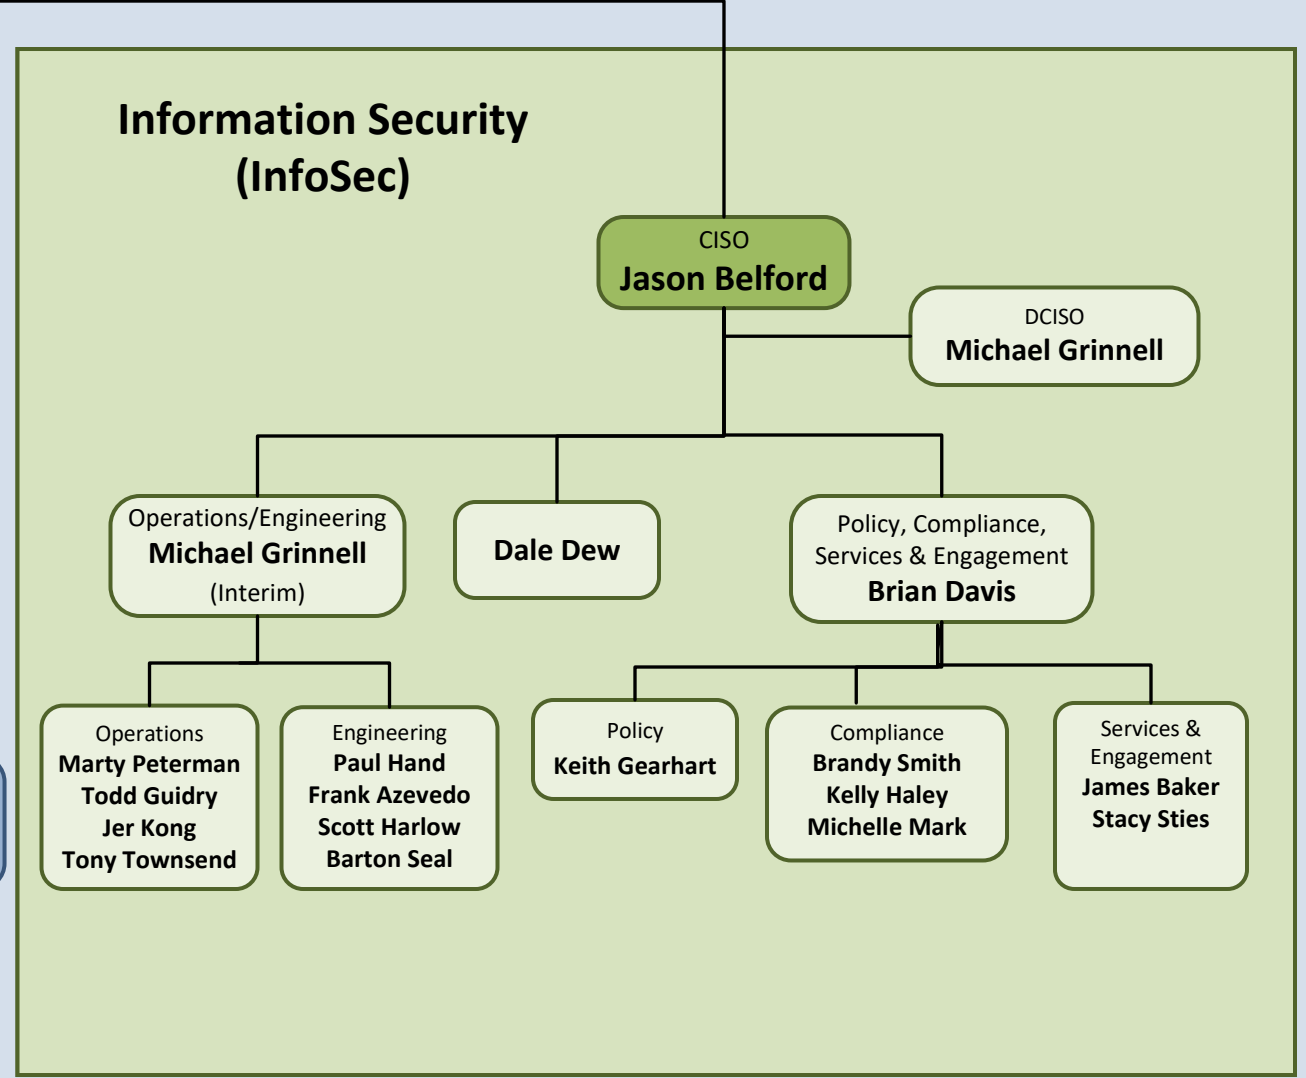 Information Security
(InfoSec)
CISO
Jason Belford
DCISO
Michael Grinnell
Operations/Engineering
Michael Grinnell
(Interim)
Dale Dew
Policy, Compliance,
Services & Engagement
Brian Davis
Operations
Marty Peterman
Todd Guidry
Jer Kong
Tony Townsend
Engineering
Paul Hand
Frank Azevedo
Scott Harlow
Barton Seal
Policy
Keith Gearhart
Compliance
Brandy Smith
Kelly Haley
Michelle Mark
Services &
Engagement
James Baker
Stacy Sties